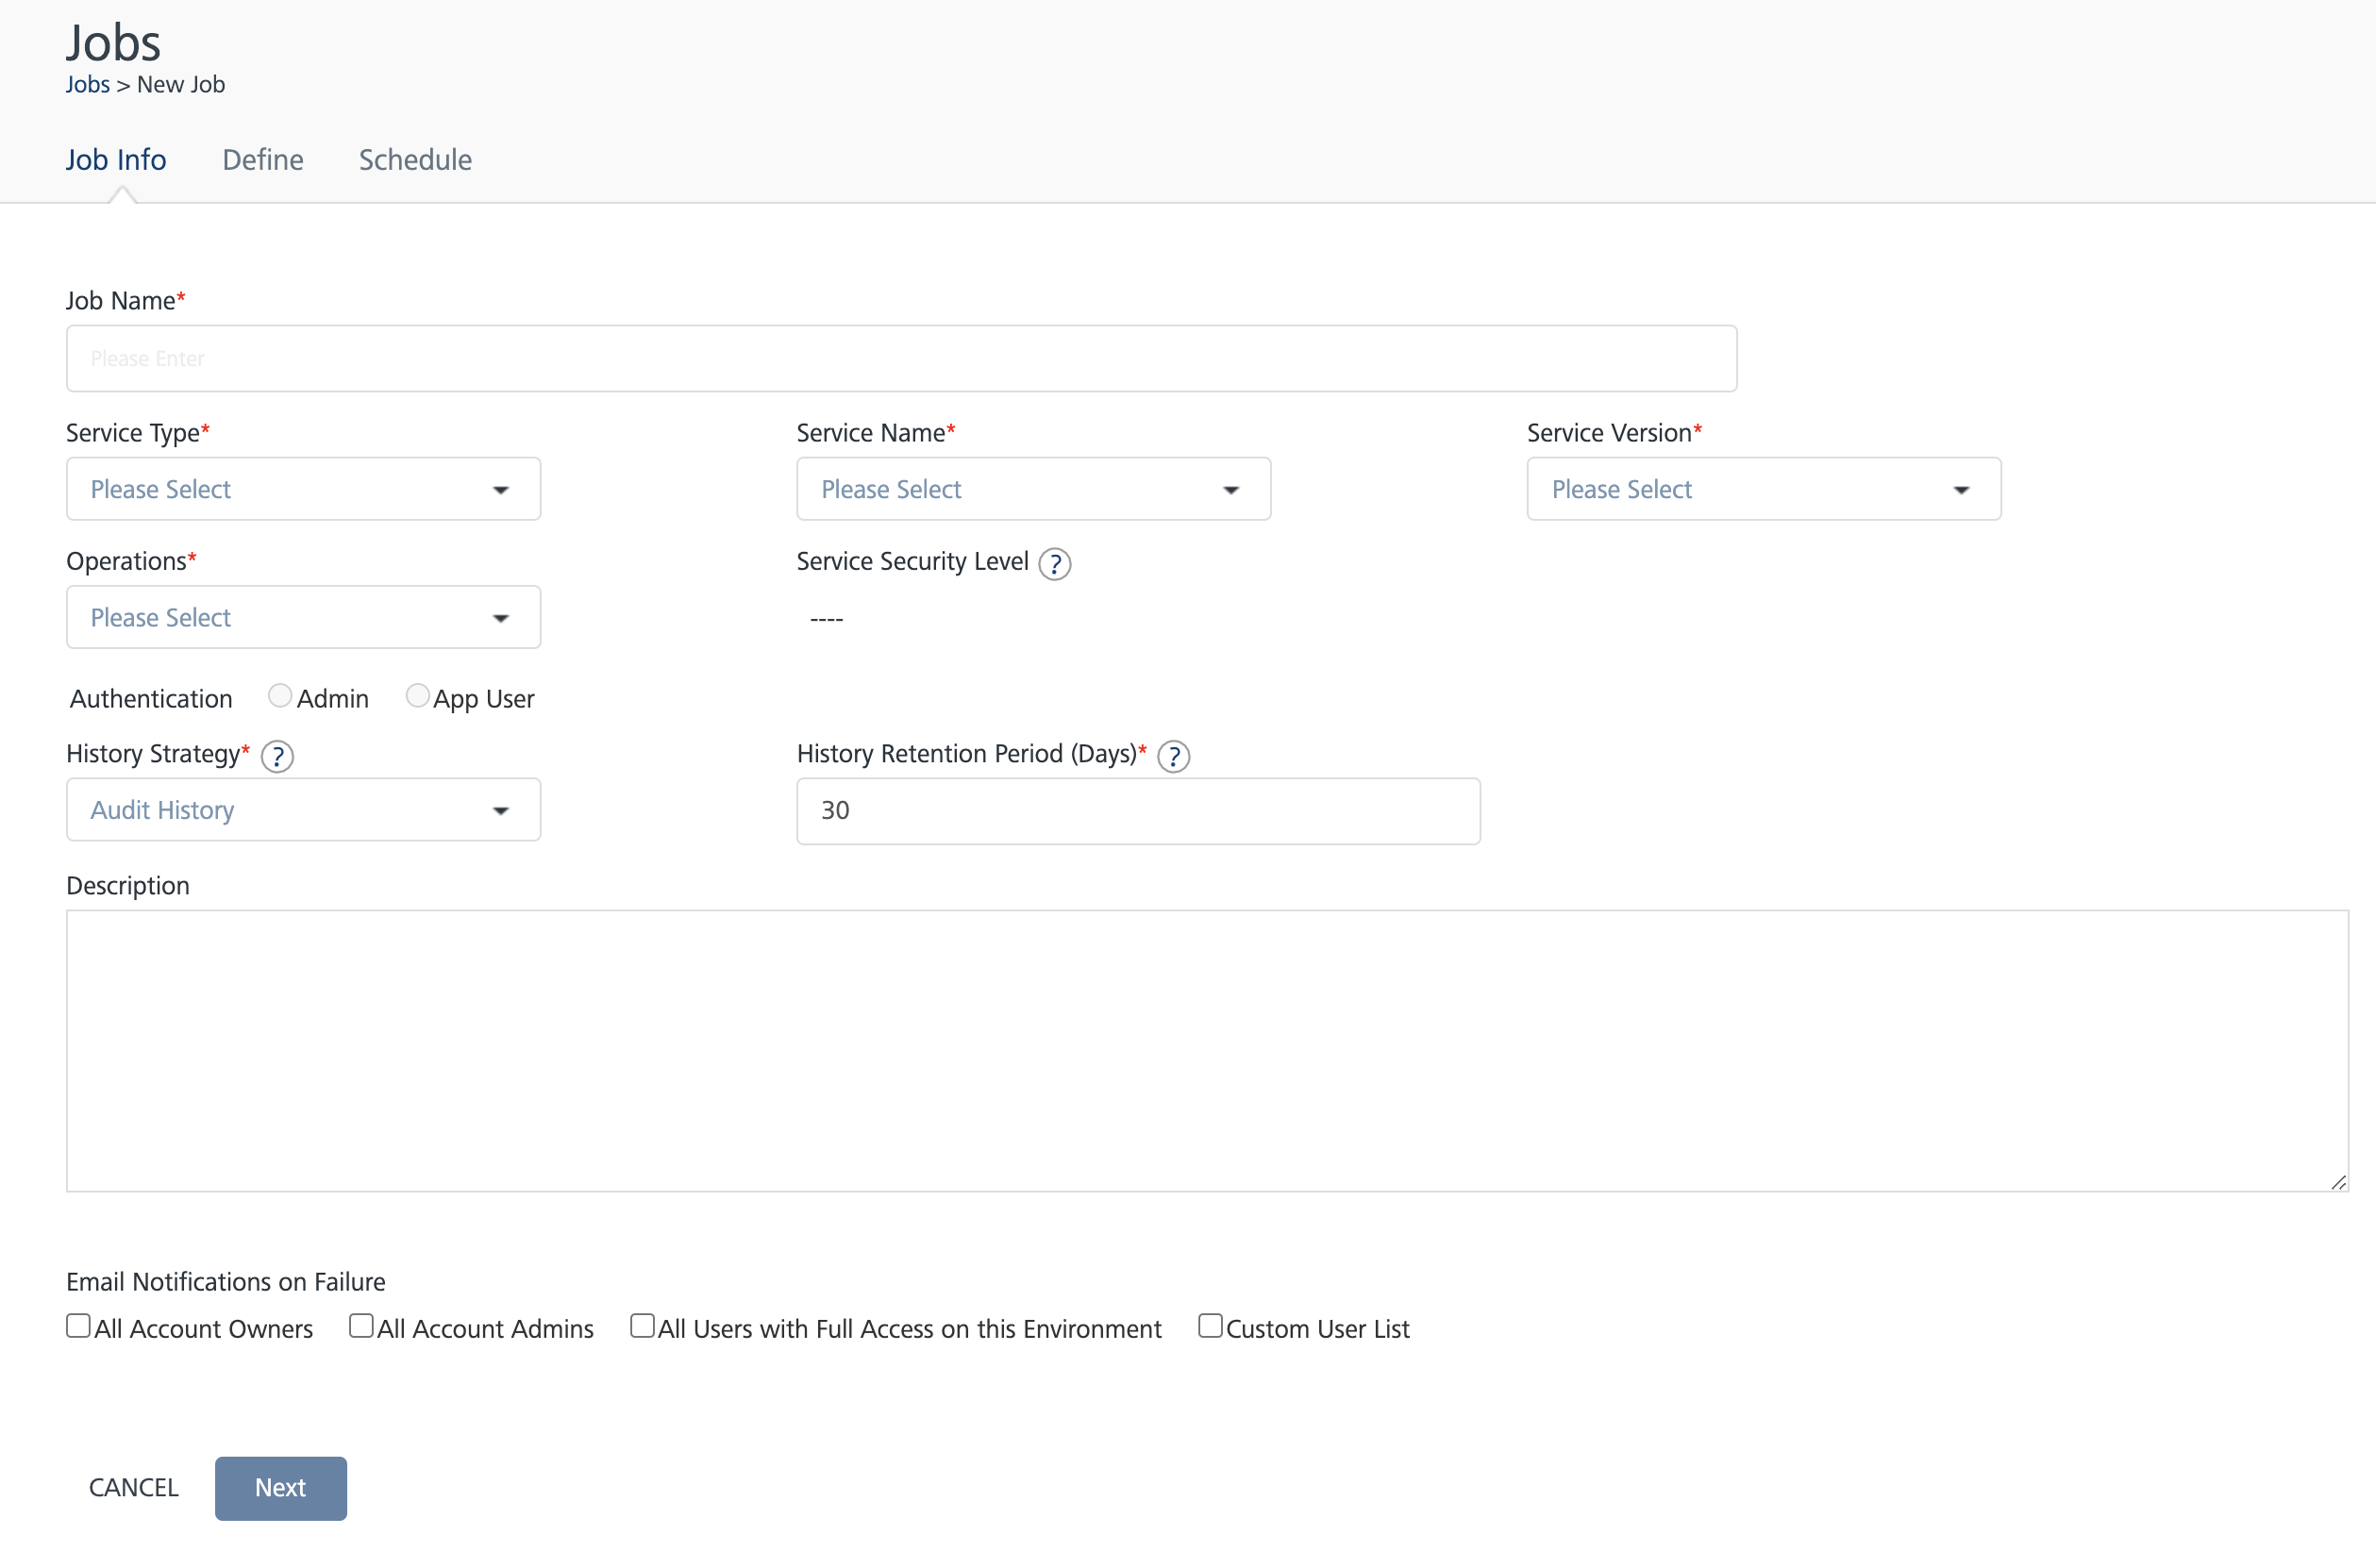 Jobs
Jobs > New Job
Job Info Define Schedule
Job Name*
Please Enter
Service Type* Service Name* Service Version*
Please Select Please Select Please Select
Operations* Service Security Level ?
Please Select ----
Authentication Admin App User
History Strategy* ? History Retention Period (Days)* ?
Audit History 30
Description
Email Notifications on Failure
All Account Owners All Account Admins All Users with Full Access on this Environment Custom User List
CANCEL Next